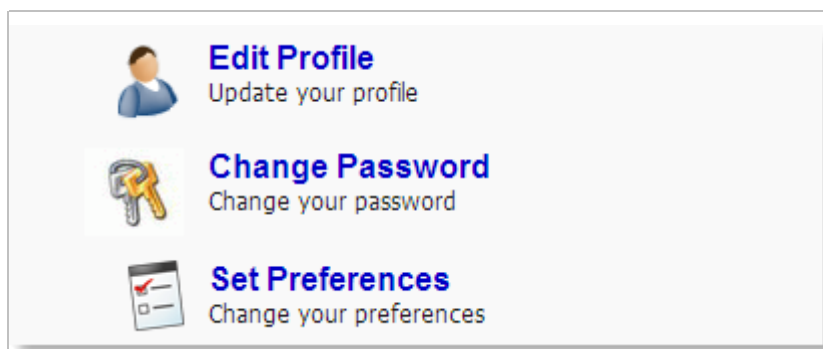 Edit Profile
Update your profile
Change Password
Change your password
Set Preferences
Change your preferences